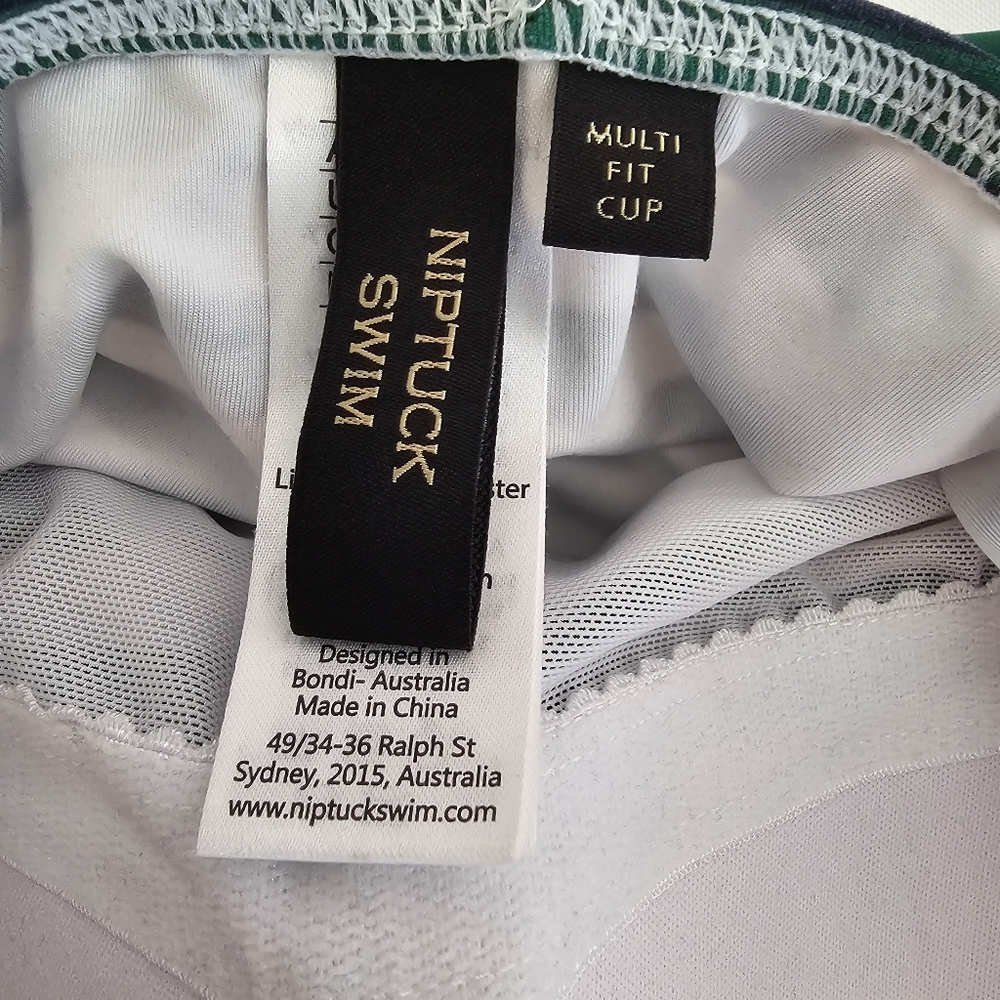 NIPTUCK
SWIM
MULTI
FIT
CUP
Designed in
Bondi- Australia
Made in China
49/34-36 Ralph St
Sydney, 2015, Australia
www.niptuckswim.com